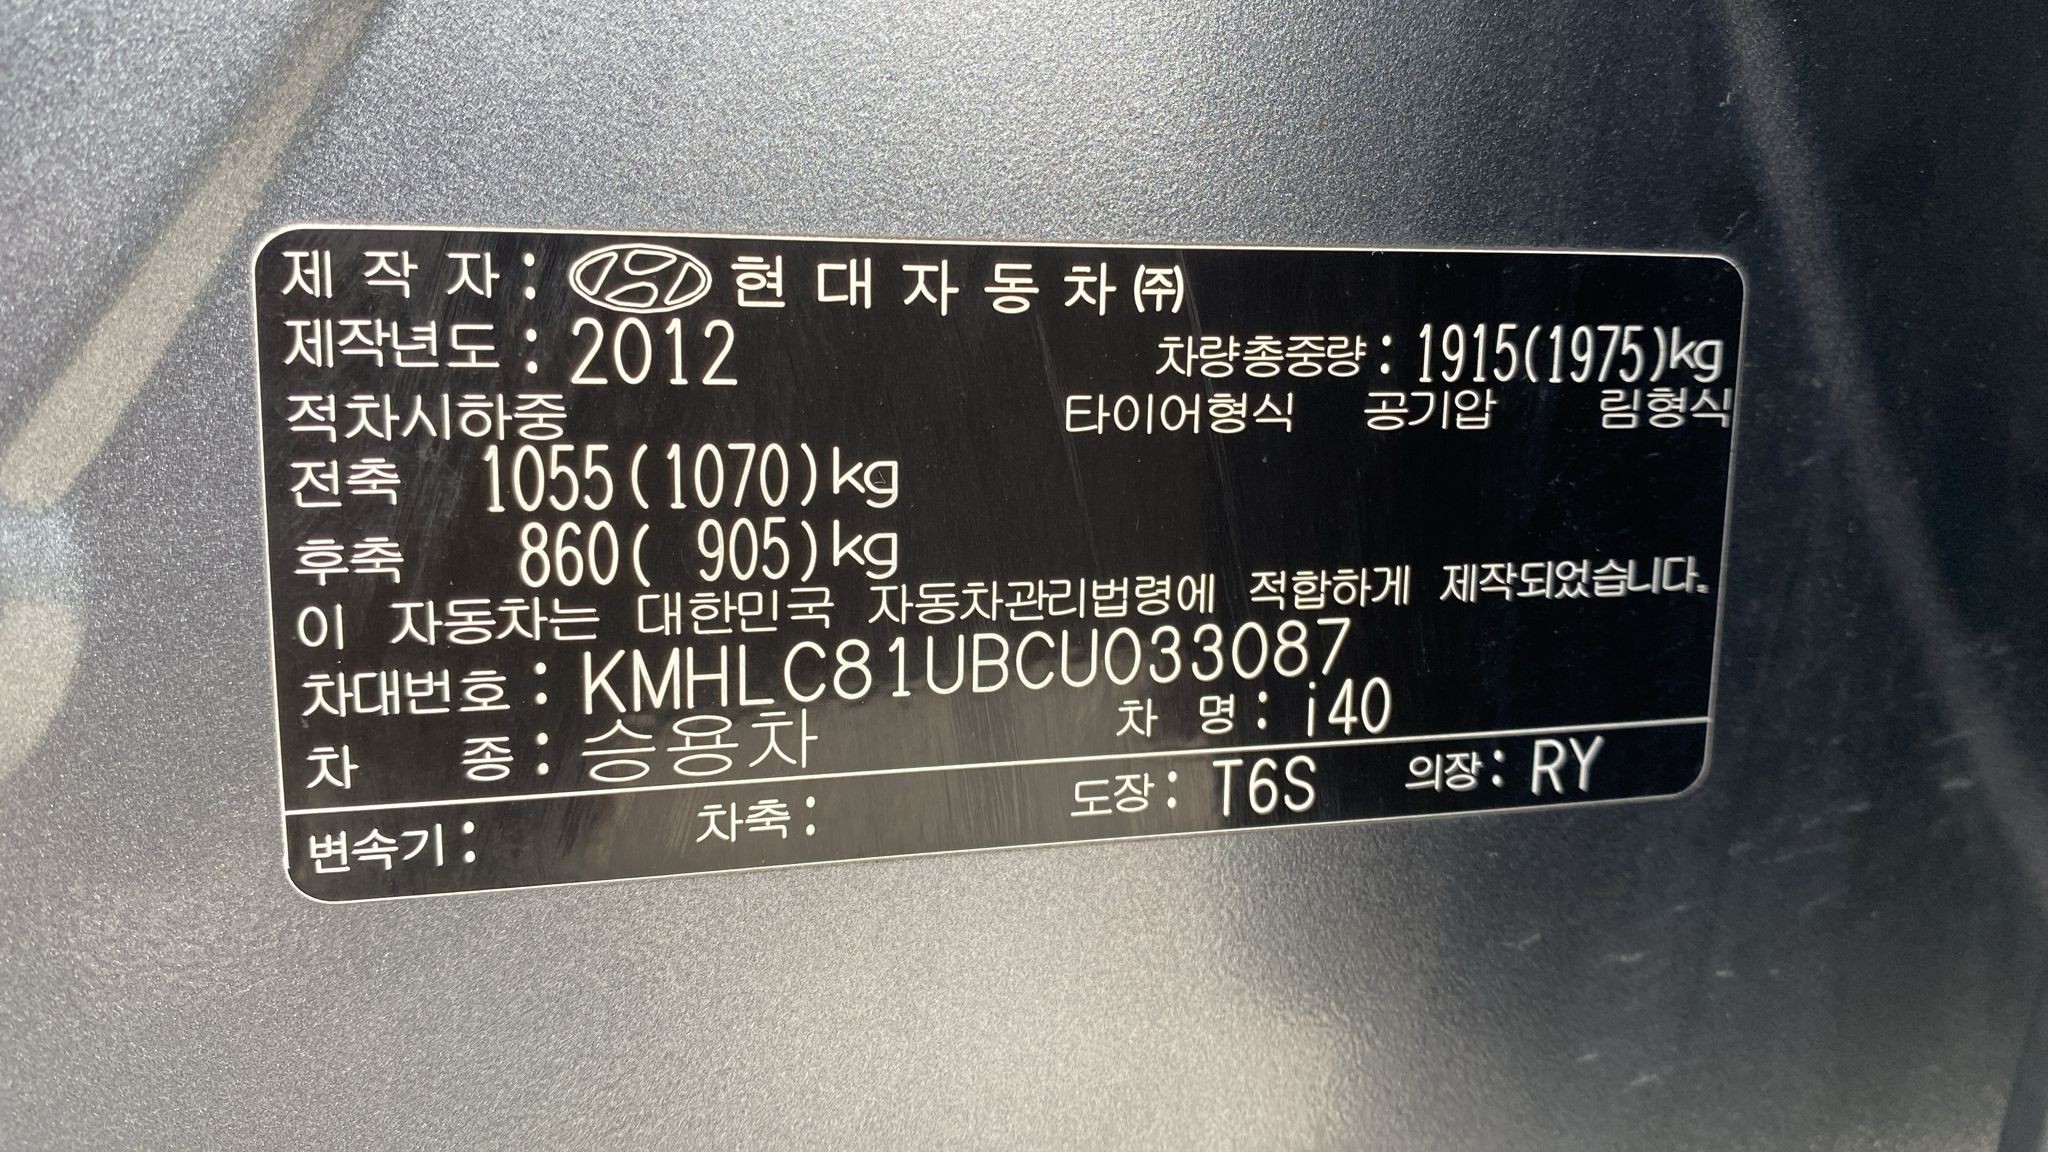 제 작 자 : 현 대 자 동 차 ㈜
제작년도 : 2012 차량총중량 : 1915(1975)kg
적차시하중 타이어형식 공기압 림형식
전축 1055(1070)kg
후축 860( 905)kg
이 자동차는 대한민국 자동차관리법령에 적합하게 제작되었습니다.
차대번호 : KMHLC81UBCU033087
차 종 : 승용차 차 명 : i40
변속기 : 차축 : 도장 : T6S 의장 : RY